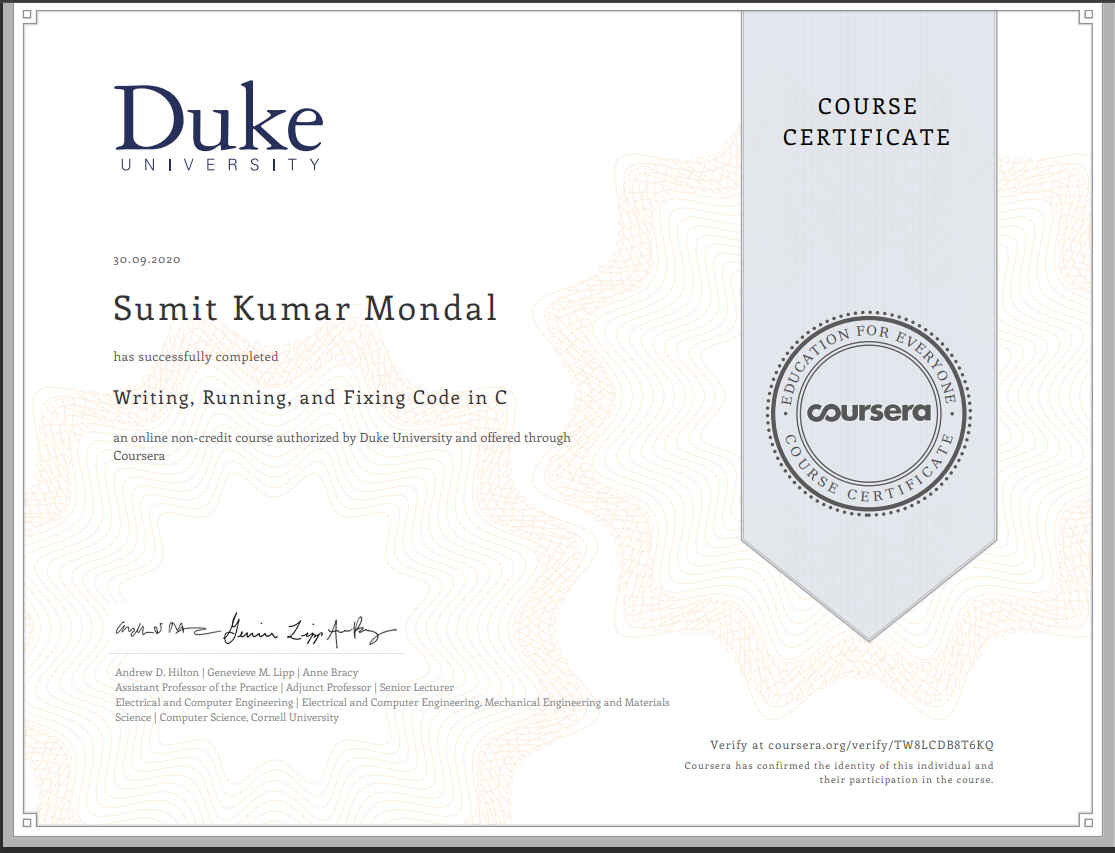 Duke
UNIVERSITY
COURSE
CERTIFICATE
30.09.2020
Sumit Kumar Mondal
has successfully completed
Writing, Running, and Fixing Code in C
an online non-credit course authorized by Duke University and offered through
Coursera
EDUCATION FOR EVERYONE
coursera
COURSE CERTIFICATE
Andrew D. Hilton | Genevieve M. Lipp | Anne Bracy
Assistant Professor of the Practice | Adjunct Professor | Senior Lecturer
Electrical and Computer Engineering | Electrical and Computer Engineering, Mechanical Engineering and Materials
Science | Computer Science, Cornell University
Verify at coursera.org/verify/TW8LCDB8T6KQ
Coursera has confirmed the identity of this individual and
their participation in the course.